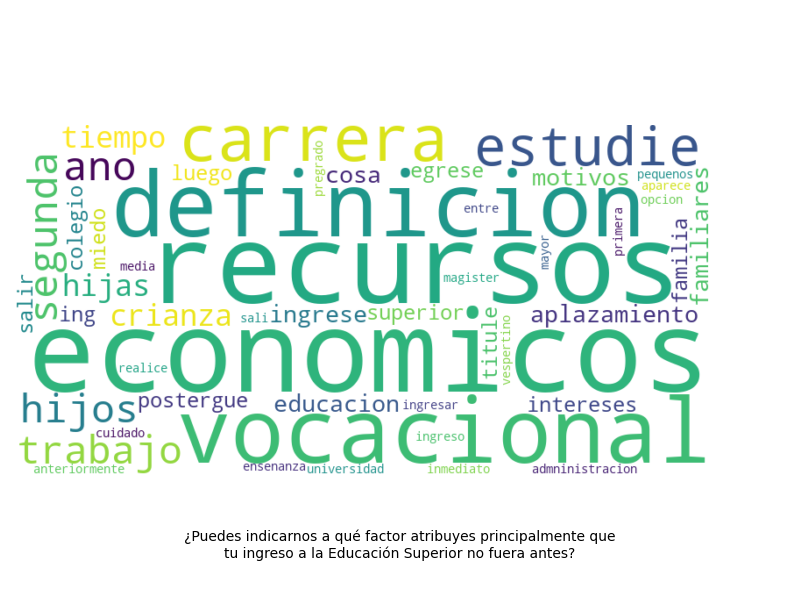 tiempo
carrera
estudie
segunda
ano
luego
pregrado
cosa
egrese
motivos
pequenos
aparece
opcion
familiares
colegio
miedo
definicion
entre
primera
familia
mayor
media
recursos
magister
hijas
salir
ing
crianza
sali
ingrese
superior
titule
vespertino
aplazamiento
economicos
realice
hijos
postergue
educacion
ingresar
intereses
cuidado
vocacional
ingreso
trabajo
anteriormente
ensenanza
universidad
inmediato
admninistracion
¿Puedes indicarnos a qué factor atribuyes principalmente que
tu ingreso a la Educación Superior no fuera antes?